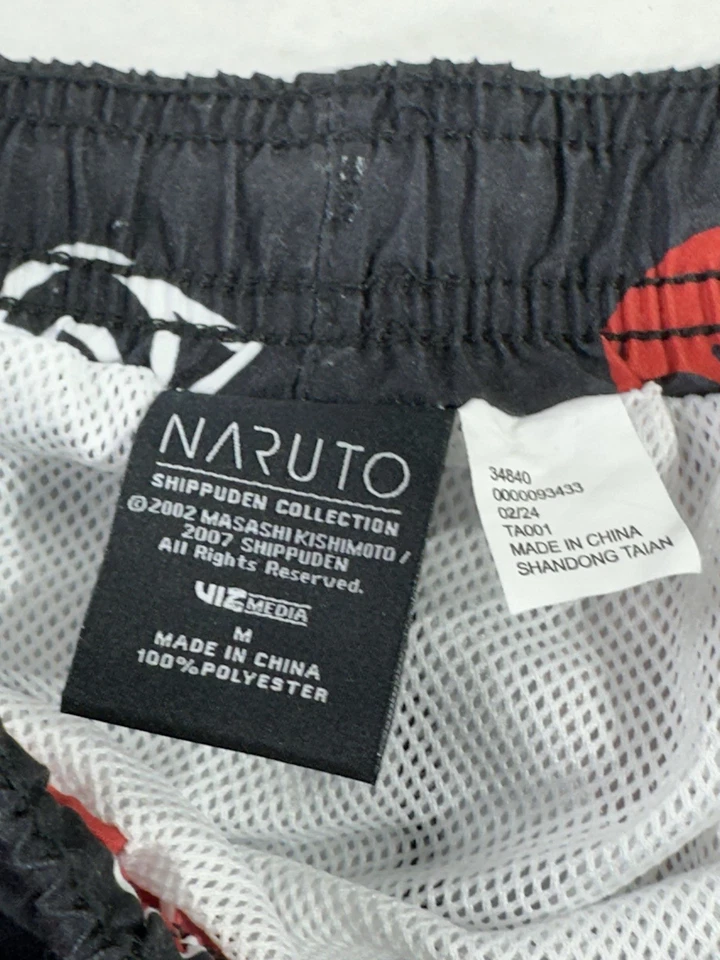 NARUTO
SHIPPUDEN COLLECTION
©2002 MASASHI KISHIMOTO /
2007 SHIPPUDEN
All Rights Reserved.
VIZ MEDIA
M
MADE IN CHINA
100%POLYESTER
34840
0000093433
02/24
TA001
MADE IN CHINA
SHANDONG TAIAN